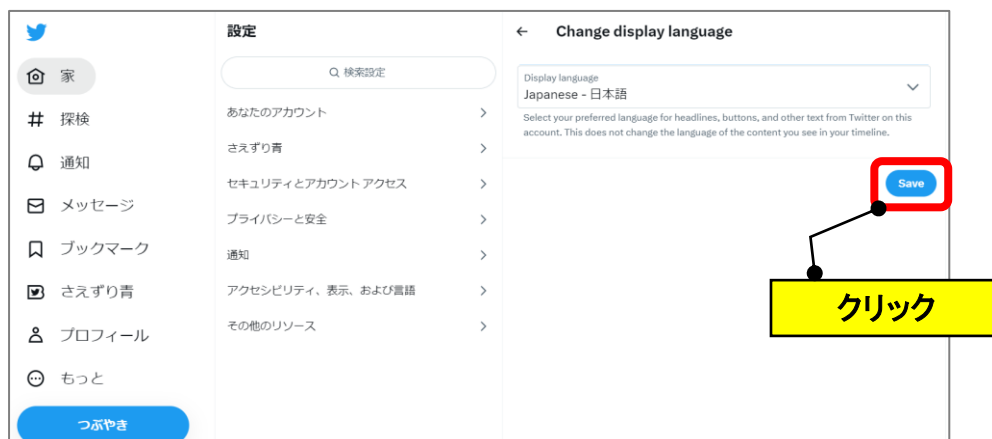 家
探検
通知
メッセージ
ブックマーク
さえずり青
プロフィール
もっと
つぶやき
設定
検索設定
あなたのアカウント
さえずり青
セキュリティとアカウント アクセス
プライバシーと安全
通知
アクセシビリティ、表示、および言語
その他のリソース
Change display language
Display language
Japanese - 日本語
Select your preferred language for headlines, buttons, and other text from Twitter on this
account. This does not change the language of the content you see in your timeline.
Save
クリック